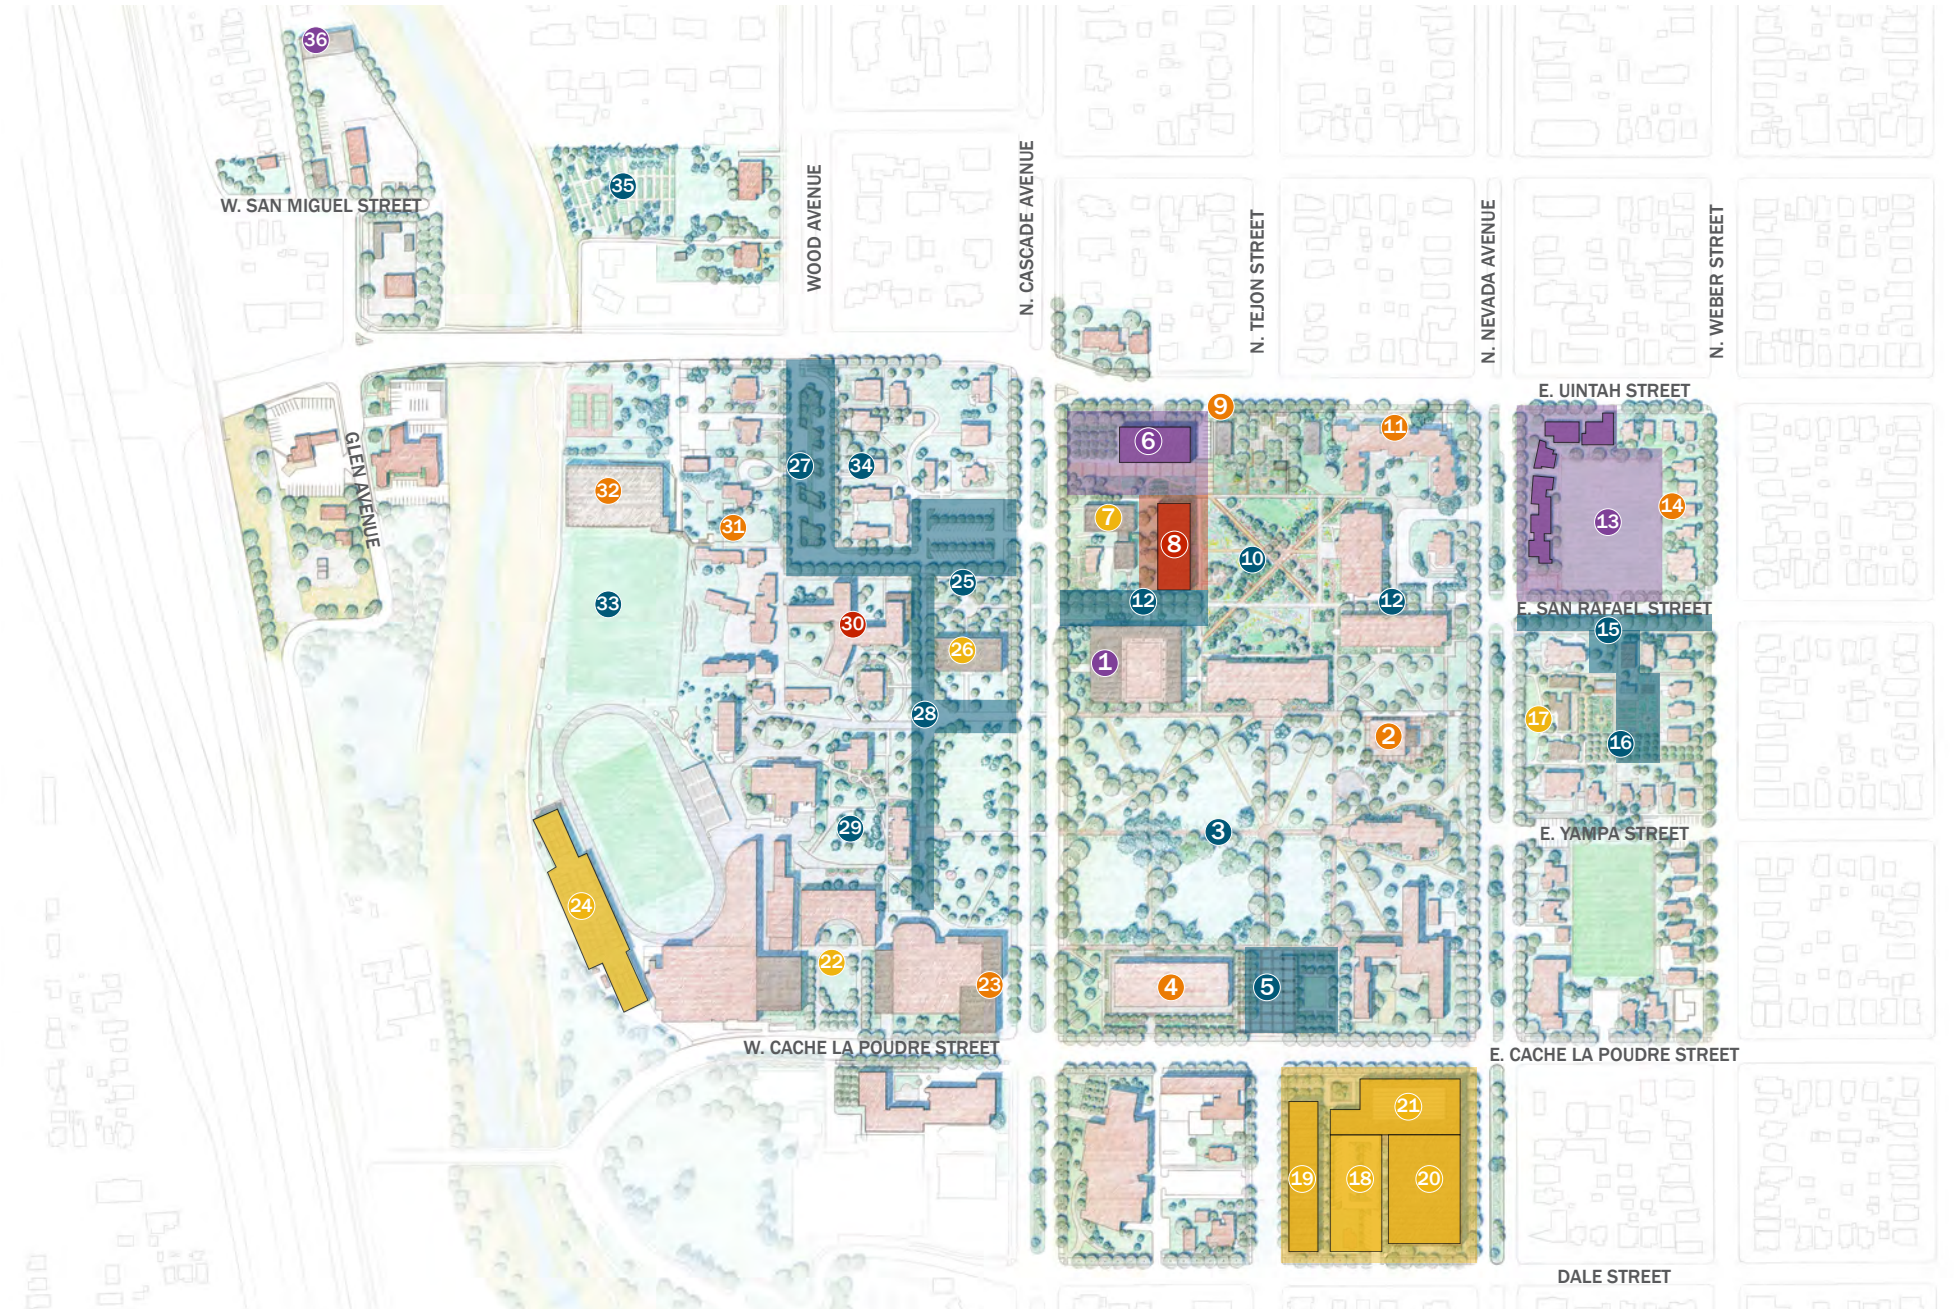 36
35
W. SAN MIGUEL STREET
WOOD AVENUE
N. CASCADE AVENUE
N. TEJON STREET
N. NEVADA AVENUE
N. WEBER STREET
E. UINTAH STREET
GLEN AVENUE
9
11
6
27
34
32
7
8
31
10
13
14
25
33
12
12
E. SAN RAFAEL STREET
30
15
26
1
28
17
2
16
29
3
E. YAMPA STREET
24
22
23
4
5
W. CACHE LA POUDRE STREET
E. CACHE LA POUDRE STREET
21
19
18
20
DALE STREET